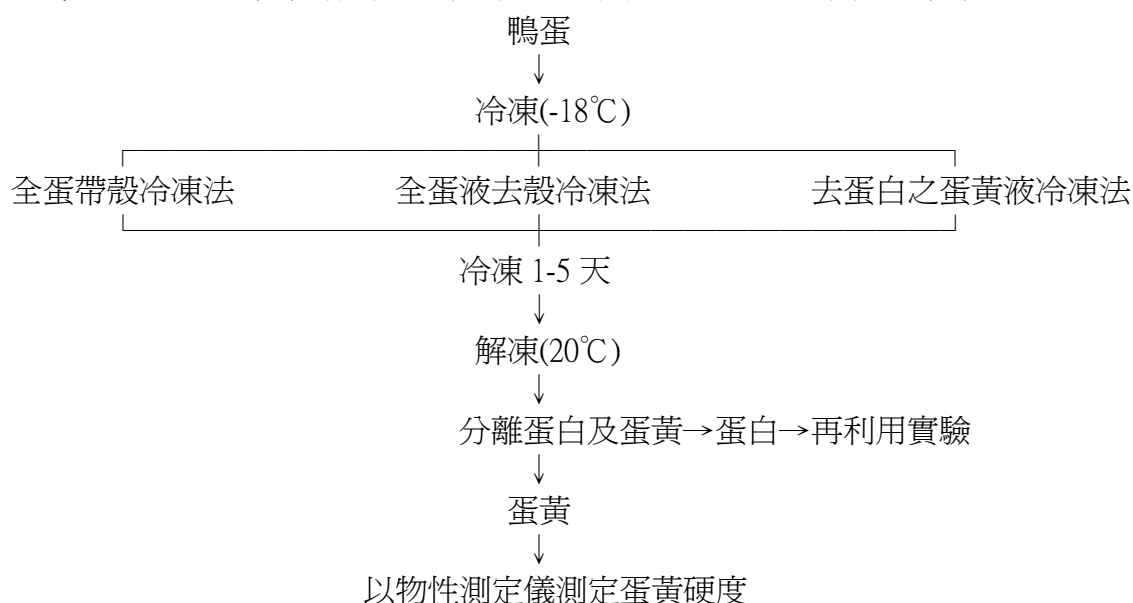 鴨蛋
冷凍(-18℃)
全蛋帶殼冷凍法 全蛋液去殼冷凍法 去蛋白之蛋黃液冷凍法
冷凍 1-5 天
解凍(20℃)
分離蛋白及蛋黃→蛋白→再利用實驗
蛋黃
以物性測定儀測定蛋黃硬度